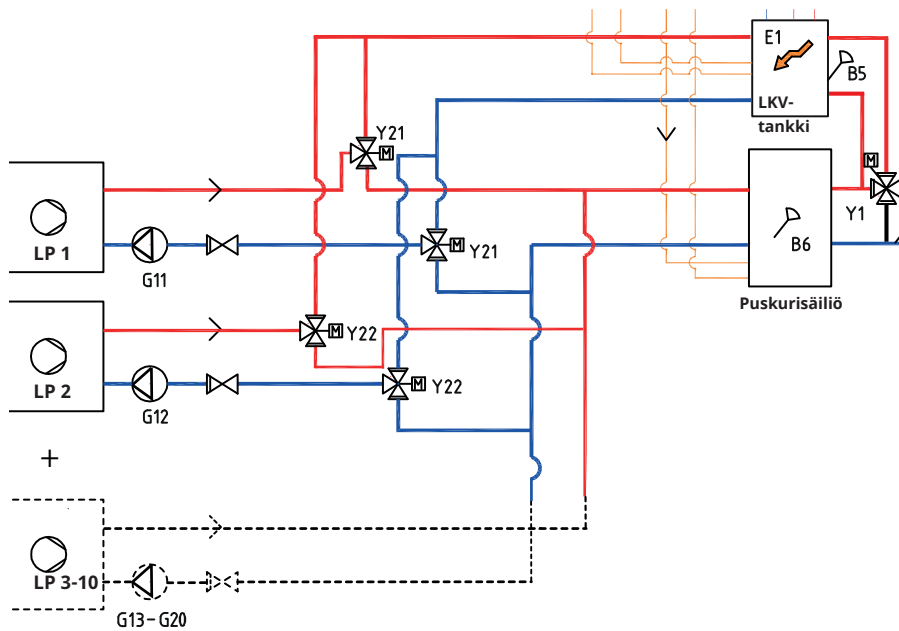 E1
B5
LKV-
tankki
Y21
M
M
Y1
LP 1
G11
M
Y21
B6
Puskurisäiliö
M
Y22
LP 2
G12
M
Y22
+
LP 3-10
G13-G20